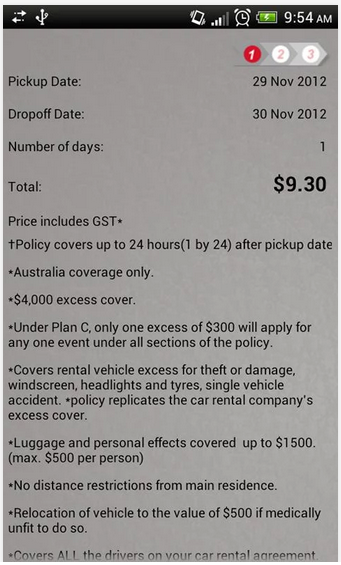 9:54 AM
1 2 3
Pickup Date: 29 Nov 2012
Dropoff Date: 30 Nov 2012
Number of days: 1
Total: $9.30
Price includes GST*
†Policy covers up to 24 hours(1 by 24) after pickup date
*Australia coverage only.
*$4,000 excess cover.
*Under Plan C, only one excess of $300 will apply for
any one event under all sections of the policy.
*Covers rental vehicle excess for theft or damage,
windscreen, headlights and tyres, single vehicle
accident. *policy replicates the car rental company's
excess cover.
*Luggage and personal effects covered  up to $1500.
(max. $500 per person)
*No distance restrictions from main residence.
*Relocation of vehicle to the value of $500 if medically
unfit to do so.
*Covers ALL the drivers on your car rental agreement.